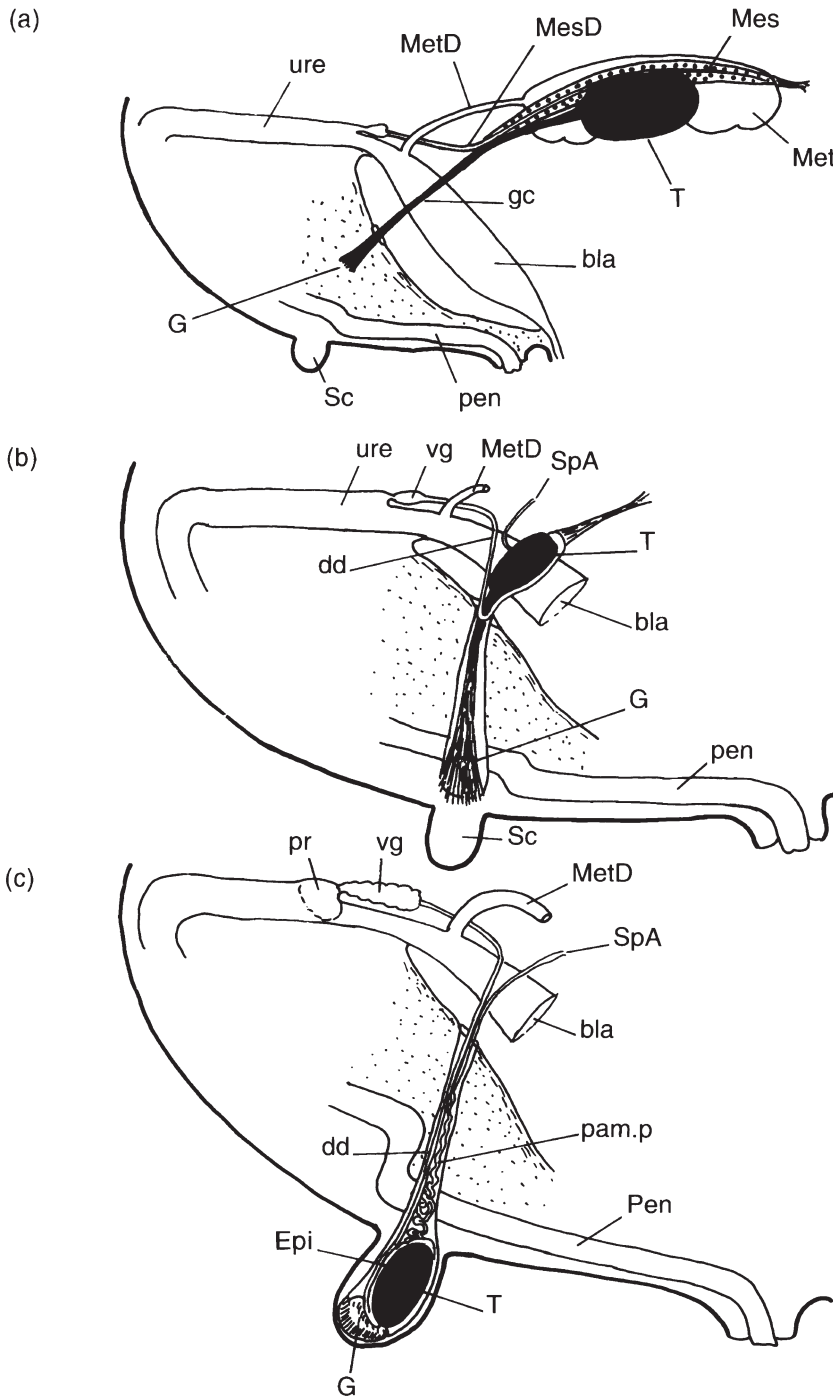 (a)
MetD
MesD
Mes
ure
Met
T
gc
bla
G
Sc
pen
(b)
ure
vg
MetD
SpA
T
dd
bla
G
pen
Sc
(c)
pr
vg
MetD
SpA
bla
dd
pam.p
Pen
Epi
T
G